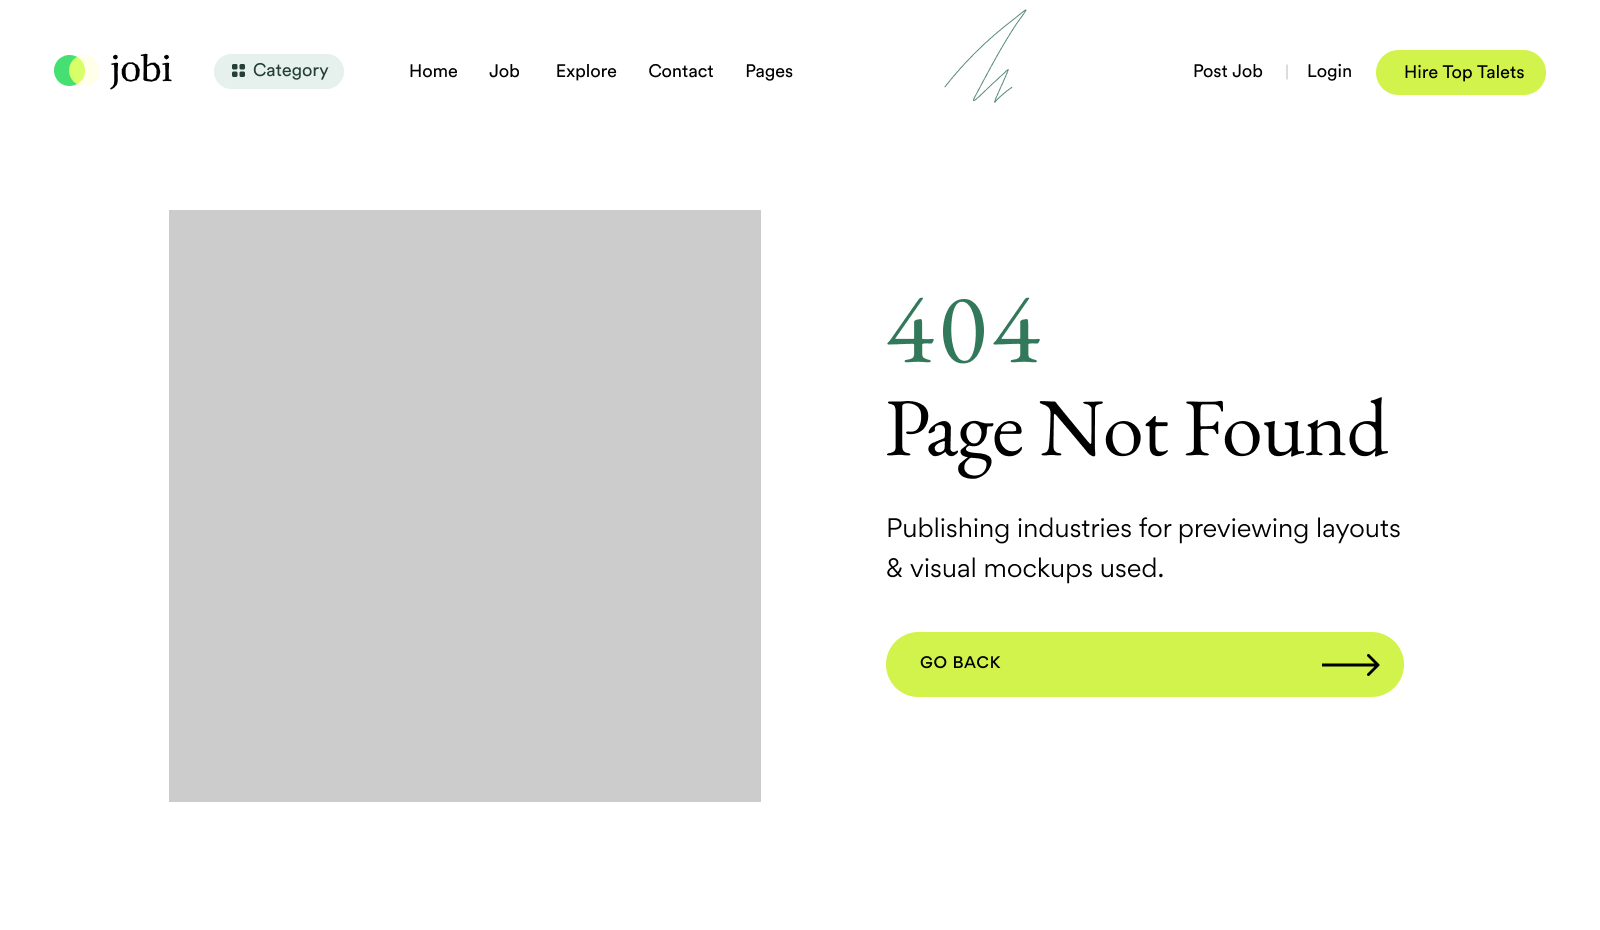 jobi
Category
Home
Job
Explore
Contact
Pages
Post Job
Login
Hire Top Talets
404
Page Not Found
Publishing industries for previewing layouts
& visual mockups used.
GO BACK